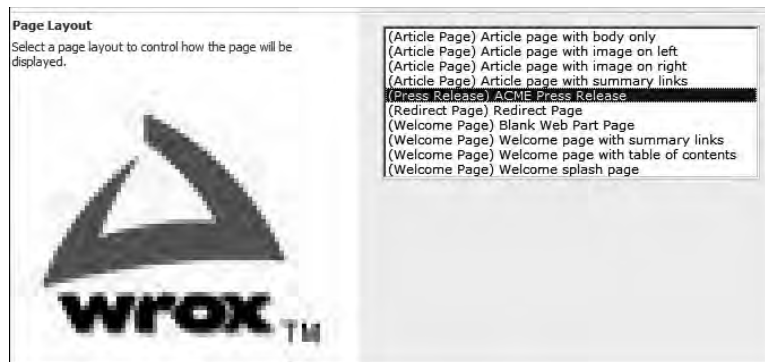 Page Layout
Select a page layout to control how the page will be
displayed.
wrox TM
(Article Page) Article page with body only
(Article Page) Article page with image on left
(Article Page) Article page with image on right
(Article Page) Article page with summary links
(Press Release) ACME Press Release
(Redirect Page) Redirect Page
(Welcome Page) Blank Web Part Page
(Welcome Page) Welcome page with summary links
(Welcome Page) Welcome page with table of contents
(Welcome Page) Welcome splash page